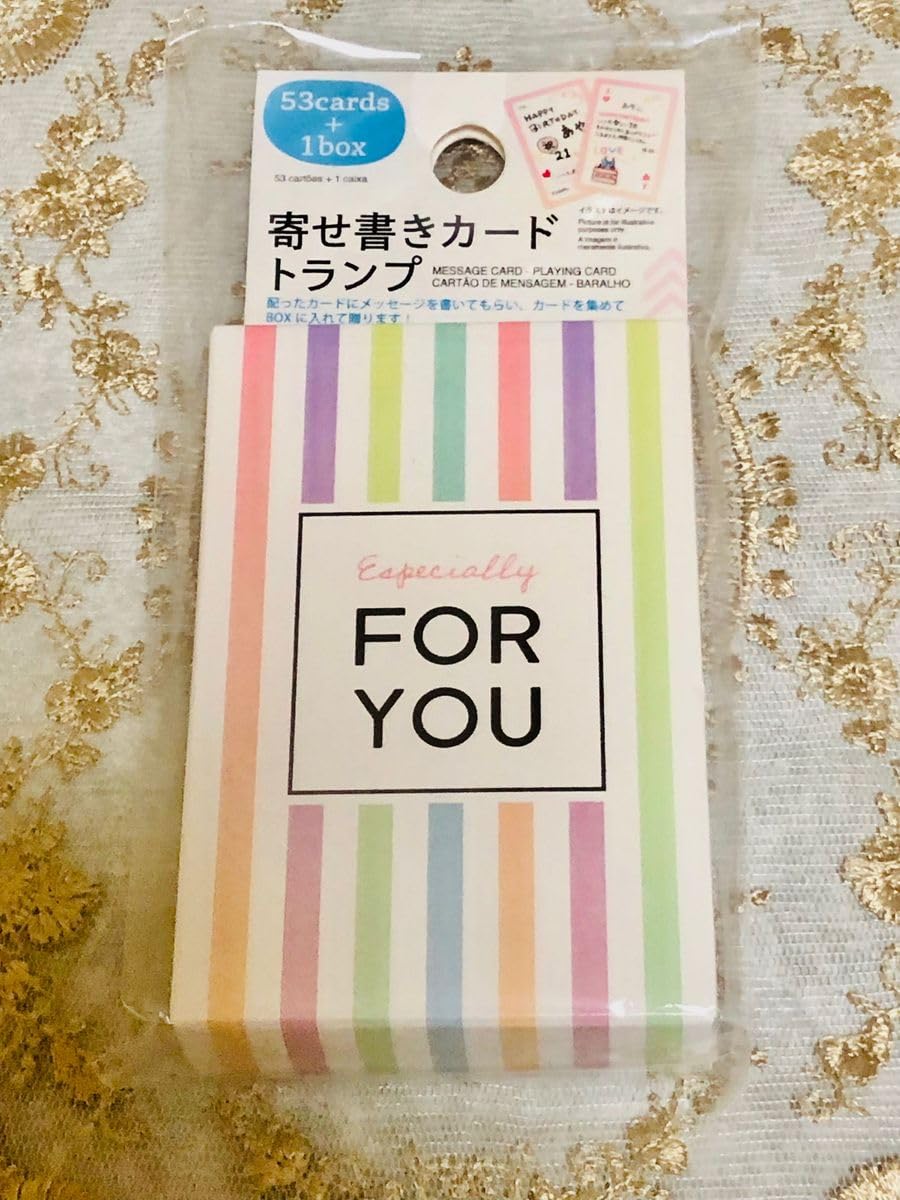 53cards
+
1box
53 cartões + 1 caixa
HAPPY
BIRTHDAY
あや
21
LOVE
イラストはイメージです。
Picture is for illustrative
purposes only.
A imagem é
meramente ilustrativa.
寄せ書きカード
トランプ
MESSAGE CARD - PLAYING CARD
CARTÃO DE MENSAGEM - BARALHO
配ったカードにメッセージを書いてもらい、カードを集めて
BOXに入れて贈ります!
Especially
FOR
YOU